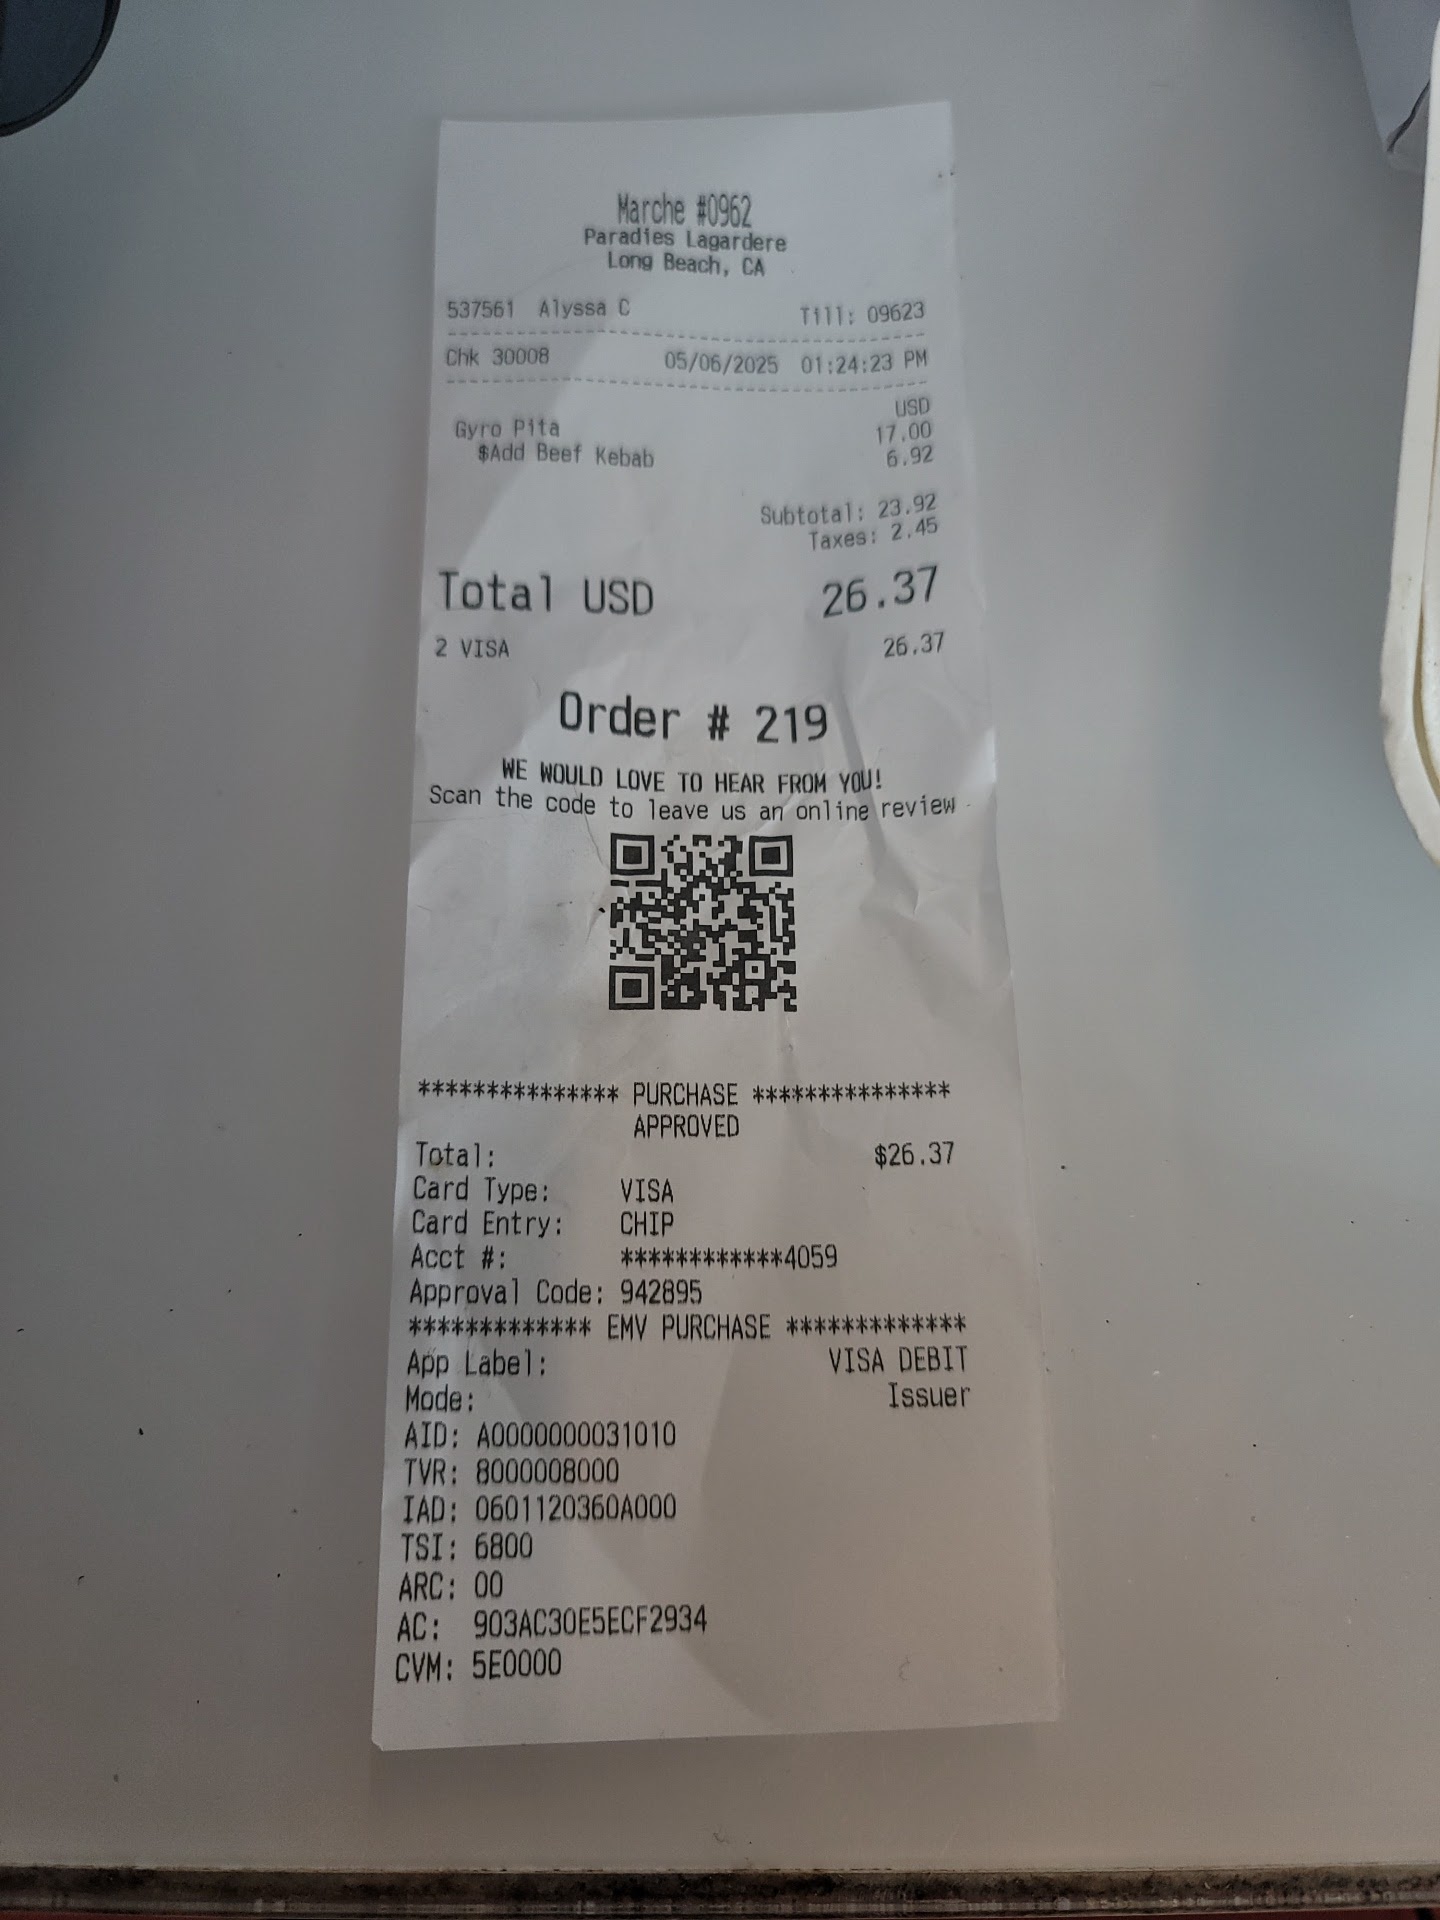 Marche #0962
Paradies Lagardere
Long Beach, CA
537561 Alyssa C Till: 09623
Chk 30008 05/06/2025 01:24:23 PM
USD
Gyro Pita 17.00
$Add Beef Kebab 6.92
Subtotal: 23.92
Taxes: 2.45
Total USD 26.37
2 VISA 26.37
Order # 219
WE WOULD LOVE TO HEAR FROM YOU!
Scan the code to leave us an online review
*************** PURCHASE ***************
APPROVED
Total: $26.37
Card Type: VISA
Card Entry: CHIP
Acct #: ************4059
Approval Code: 942895
************* EMV PURCHASE *************
App Label: VISA DEBIT
Mode: Issuer
AID: A0000000031010
TVR: 8000008000
IAD: 0601120360A000
TSI: 6800
ARC: 00
AC: 903AC30E5ECF2934
CVM: 5E0000